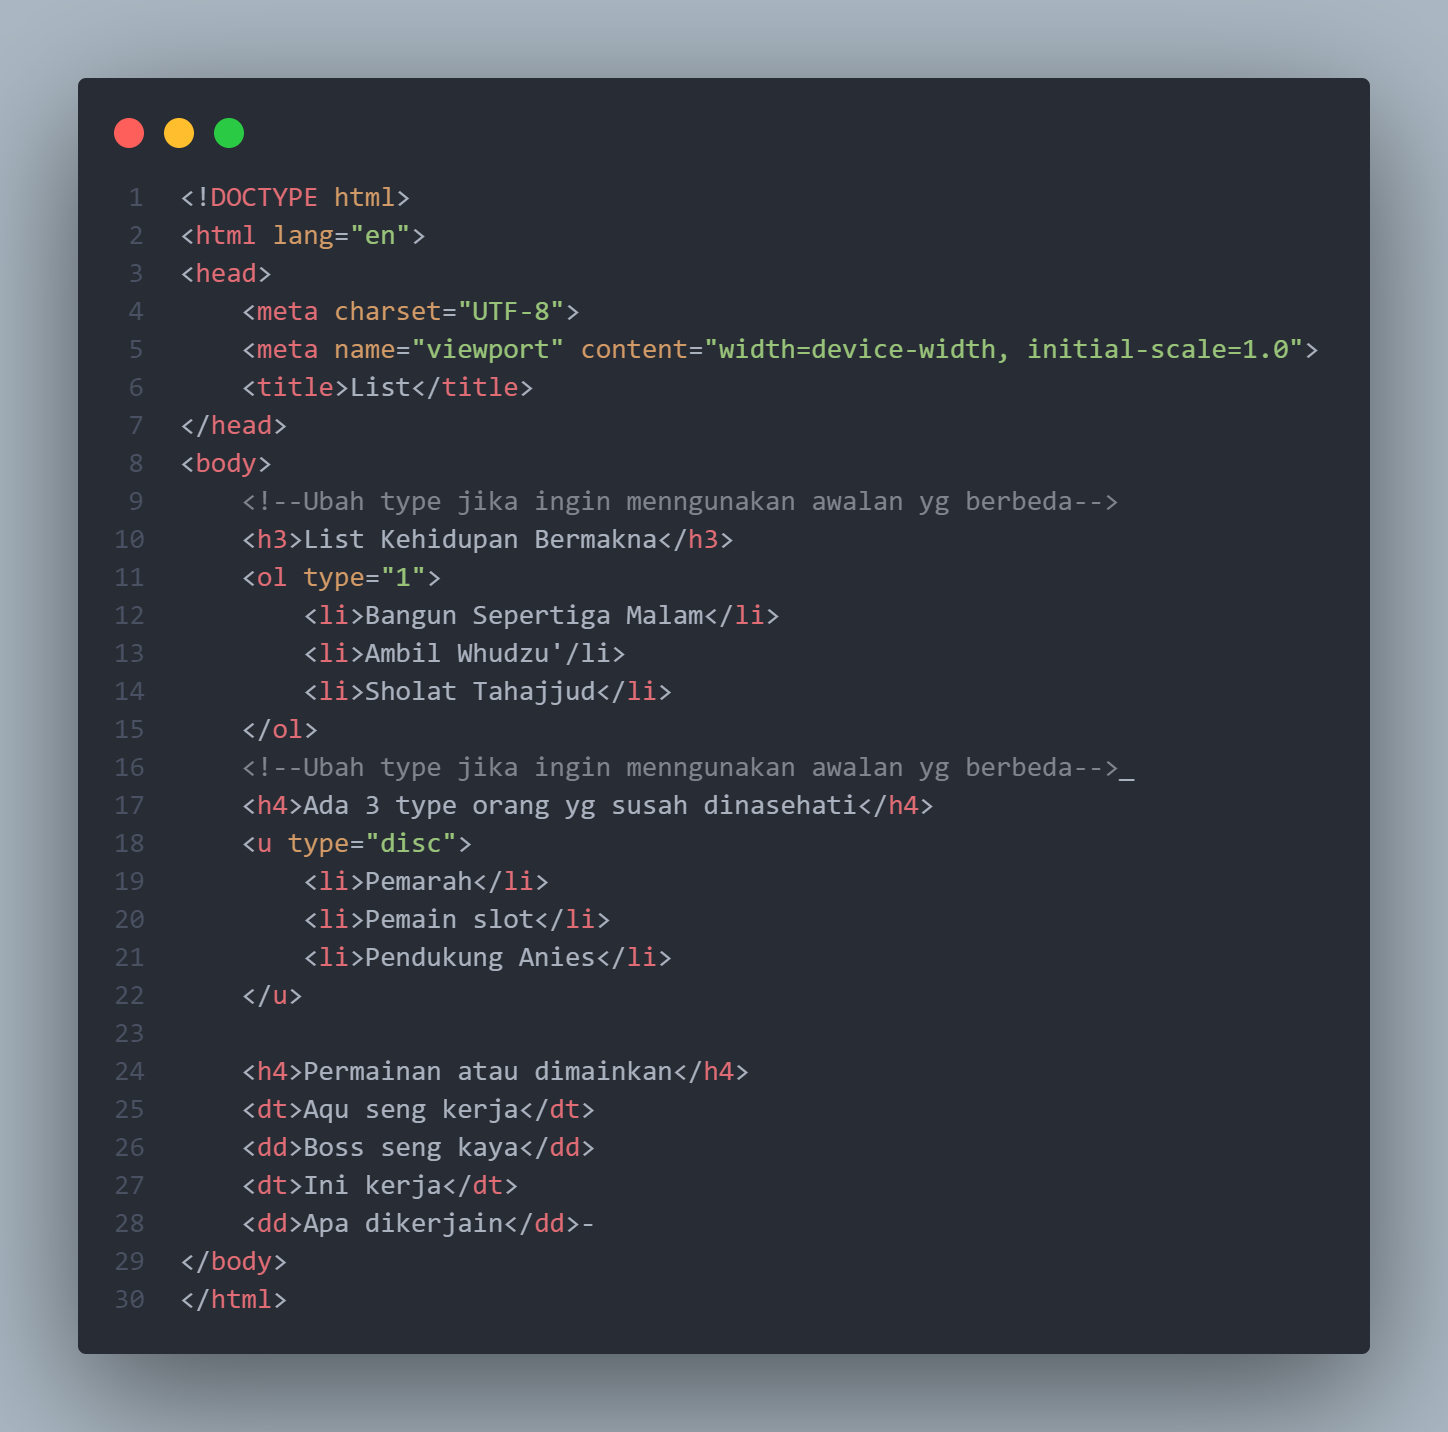 1 <!DOCTYPE html>
2 <html lang="en">
3 <head>
4     <meta charset="UTF-8">
5     <meta name="viewport" content="width=device-width, initial-scale=1.0">
6     <title>List</title>
7 </head>
8 <body>
9     <!--Ubah type jika ingin menngunakan awalan yg berbeda-->
10     <h3>List Kehidupan Bermakna</h3>
11     <ol type="1">
12         <li>Bangun Sepertiga Malam</li>
13         <li>Ambil Whudzu'/li>
14         <li>Sholat Tahajjud</li>
15     </ol>
16     <!--Ubah type jika ingin menngunakan awalan yg berbeda-->_
17     <h4>Ada 3 type orang yg susah dinasehati</h4>
18     <u type="disc">
19         <li>Pemarah</li>
20         <li>Pemain slot</li>
21         <li>Pendukung Anies</li>
22     </u>
23
24     <h4>Permainan atau dimainkan</h4>
25     <dt>Aqu seng kerja</dt>
26     <dd>Boss seng kaya</dd>
27     <dt>Ini kerja</dt>
28     <dd>Apa dikerjain</dd>-
29 </body>
30 </html>